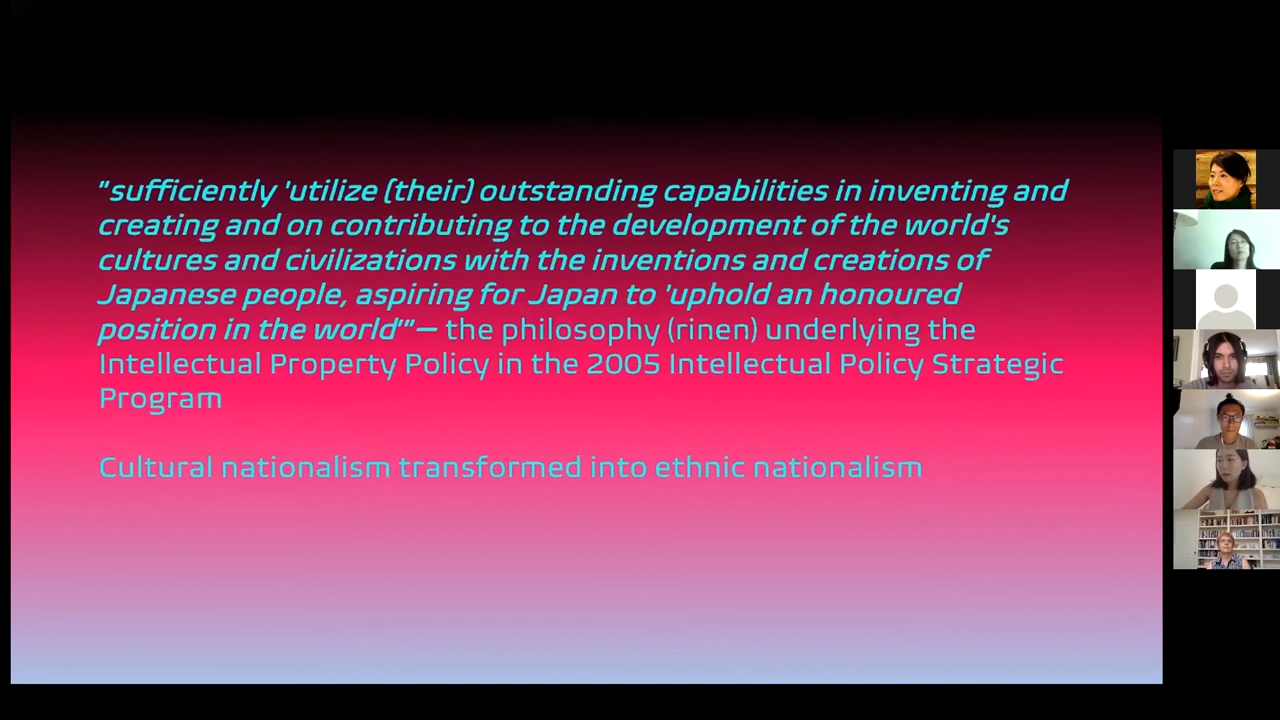 "sufficiently 'utilize (their) outstanding capabilities in inventing and
creating and on contributing to the development of the world's
cultures and civilizations with the inventions and creations of
Japanese people, aspiring for Japan to 'uphold an honoured
position in the world'"— the philosophy (rinen) underlying the
Intellectual Property Policy in the 2005 Intellectual Policy Strategic
Program
Cultural nationalism transformed into ethnic nationalism